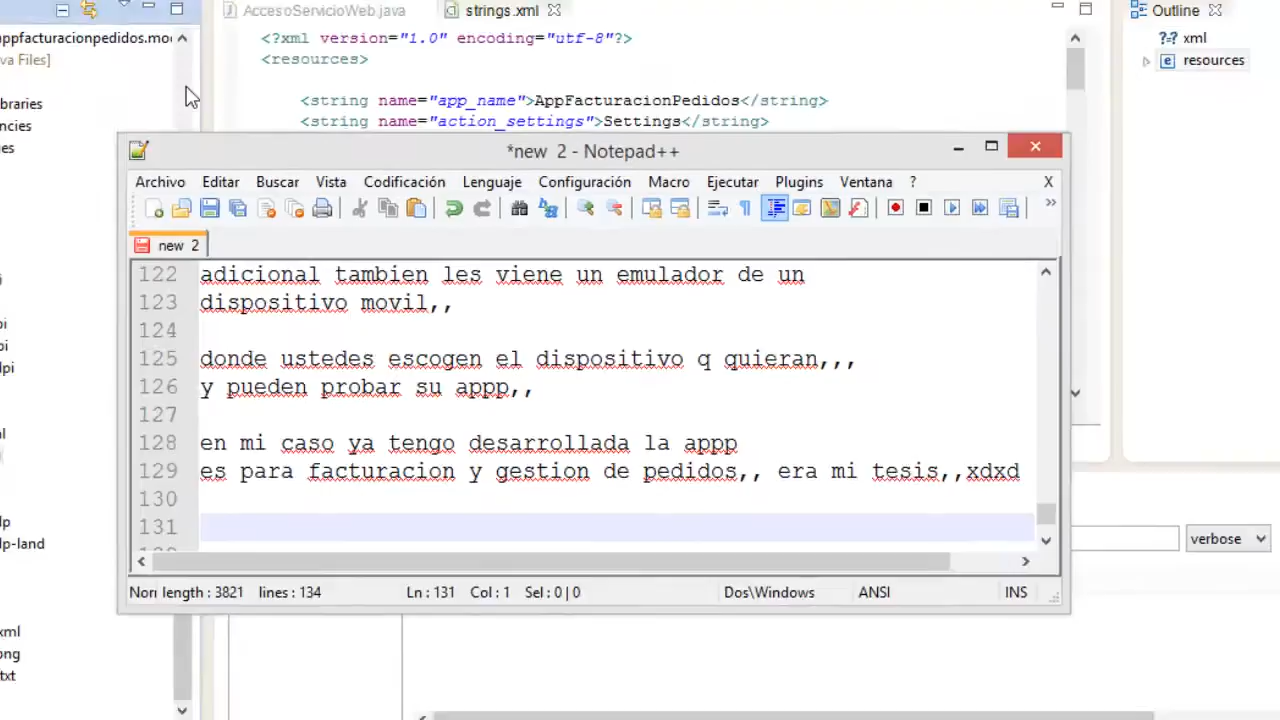 AccesoServicioWeb.java
strings.xml
Outline
appfacturacionpedidos.mo
va Files]
<?xml version="1.0" encoding="utf-8"?>
<resources>
<string name="app_name">AppFacturacionPedidos</string>
<string name="action_settings">Settings</string>
?-? xml
e resources
*new 2 - Notepad++
Archivo Editar Buscar Vista Codificación Lenguaje Configuración Macro Ejecutar Plugins Ventana ? X
new 2
122 adicional tambien les viene un emulador de un
123 dispositivo movil,,
124
125 donde ustedes escogen el dispositivo q quieran,,,
126 y pueden probar su appp,,
127
128 en mi caso ya tengo desarrollada la appp
129 es para facturacion y gestion de pedidos,, era mi tesis,,xdxd
130
131
length : 3821 lines : 134 Ln : 131 Col : 1 Sel : 0 | 0 Dos\Windows ANSI INS
verbose
braries
ncies
es
pi
pi
lpi
ml
lp
lp-land
xml
png
txt